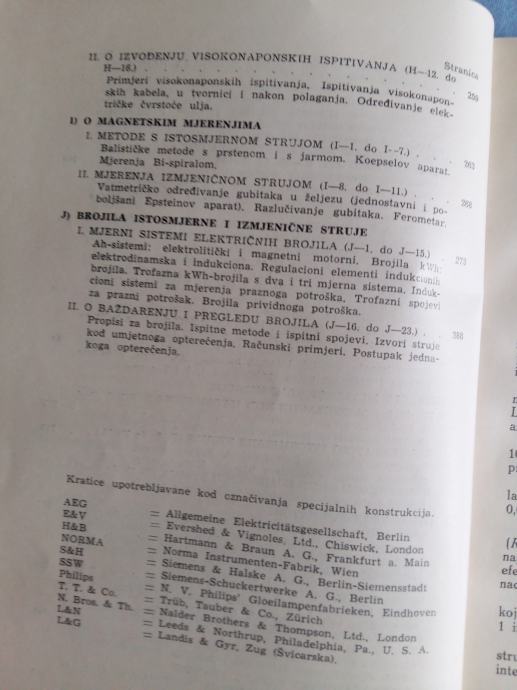 Stranica
II. O IZVOĐENJU VISOKONAPONSKIH ISPITIVANJA (H—12. do
H—16.) . . . . . . . . . . . . 259
Primjeri visokonaponskih ispitivanja. Ispitivanja visokonapon-
skih kabela, u tvornici i nakon polaganja. Određivanje elek-
tričke čvrstoće ulja.
I) O MAGNETSKIM MJERENJIMA
I. METODE S ISTOSMJERNOM STRUJOM (I—1. do I—7.) . . . 263
Balističke metode s prstenom i s jarmom. Koepselov aparat.
Mjerenja Bi-spiralom.
II. MJERENJA IZMJENIČNOM STRUJOM (I—8. do I—11.) . . . 268
Vatmetričko određivanje gubitaka u željezu (jednostavni i po-
boljšani Epsteinov aparat). Razlučivanje gubitaka. Ferometar.
J) BROJILA ISTOSMJERNE I IZMJENIČNE STRUJE
I. MJERNI SISTEMI ELEKTRIČNIH BROJILA (J—1. do J—15.) . 273
Ah-sistemi: elektrolitički i magnetni motorni. Brojila kWh:
elektrodinamska i indukciona. Regulacioni elementi indukcionih
brojila. Trofazna kWh-brojila s dva i tri mjerna sistema. Induk-
cioni sistemi za mjerenja praznoga potroška. Trofazni spojevi
za prazni potrošak. Brojila prividnoga potroška.
II. O BAŽDARENJU I PREGLEDU BROJILA (J—16. do J—23.) . . 288
Propisi za brojila. Ispitne metode i ispitni spojevi. Izvori struje
kod umjetnoga opterećenja. Računski primjeri. Postupak jedna-
koga opterećenja.
Kratice upotrebljavane kod označivanja specijalnih konstrukcija.
AEG = Allgemeine Elektricitätsgesellschaft, Berlin
E&V = Evershed & Vignoles, Ltd., Chiswick, London
H&B = Hartmann & Braun A. G., Frankfurt a. Main
NORMA = Norma Instrumenten-Fabrik, Wien
S&H = Siemens & Halske A. G., Berlin-Siemensstadt
SSW = Siemens-Schuckertwerke A. G., Berlin
Philips = N. V. Philips' Gloeilampenfabrieken, Eindhoven
T. T. & Co. = Trüb, Tauber & Co., Zürich
N. Bros. & Th. = Nalder Brothers & Thompson, Ltd., London
L&N = Leeds & Northrup, Philadelphia, Pa., U. S. A.
L&G = Landis & Gyr, Zug (Švicarska).